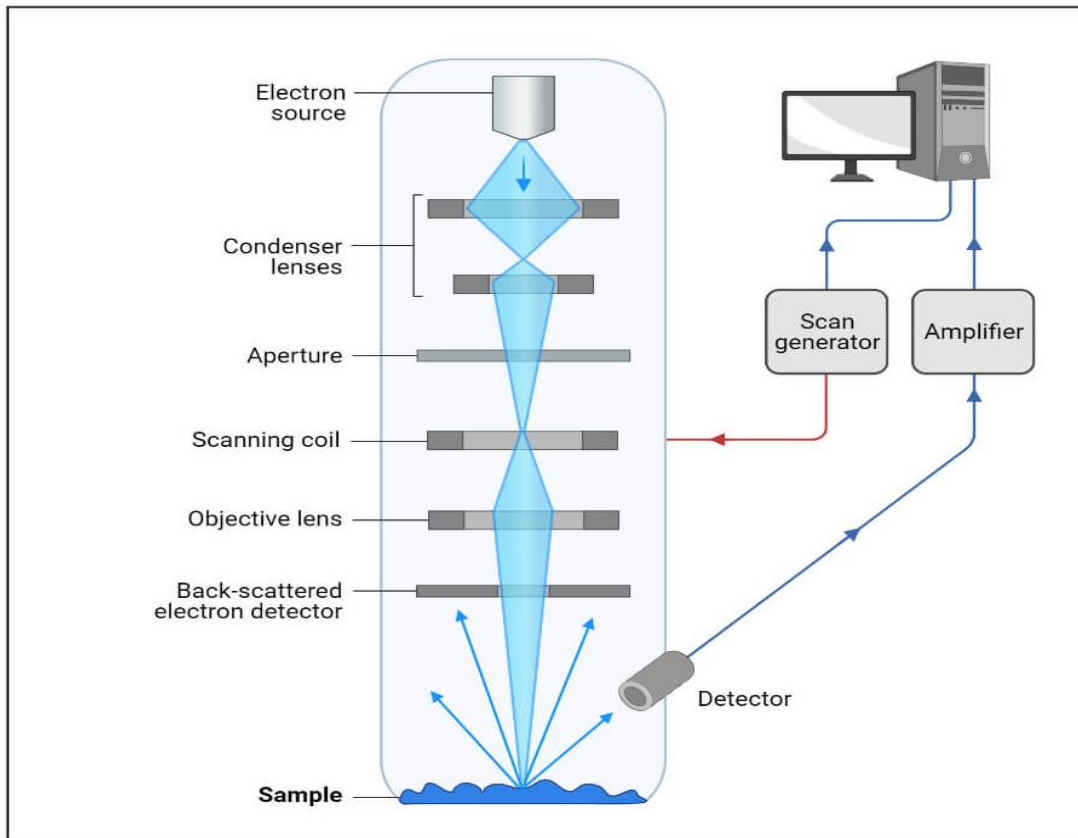 Electron
source
Condenser
lenses
Aperture
Scanning coil
Objective lens
Back-scattered
electron detector
Sample
Scan
generator
Amplifier
Detector